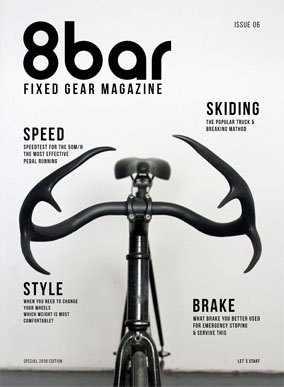 ISSUE 06
8bar
FIXED GEAR MAGAZINE
SKIDING
THE POPULAR TRUCK &
BREAKING MATHOD
SPEED
SPEEDTEST FOR THE 50M/H
THE MOST EFFECTIVE
PEDAL RUNNING
STYLE
WHEN YOU NEED TO CHANGE
YOUR WHEELS
WHICH WEIGHT IS MOST
COMFORTABLE?
BRAKE
WHAT BRAKE YOU BETTER USED
FOR EMERGENCY STOPING
& SERVIVE THIS
SPECIAL 2018 EDITION
LET'S START